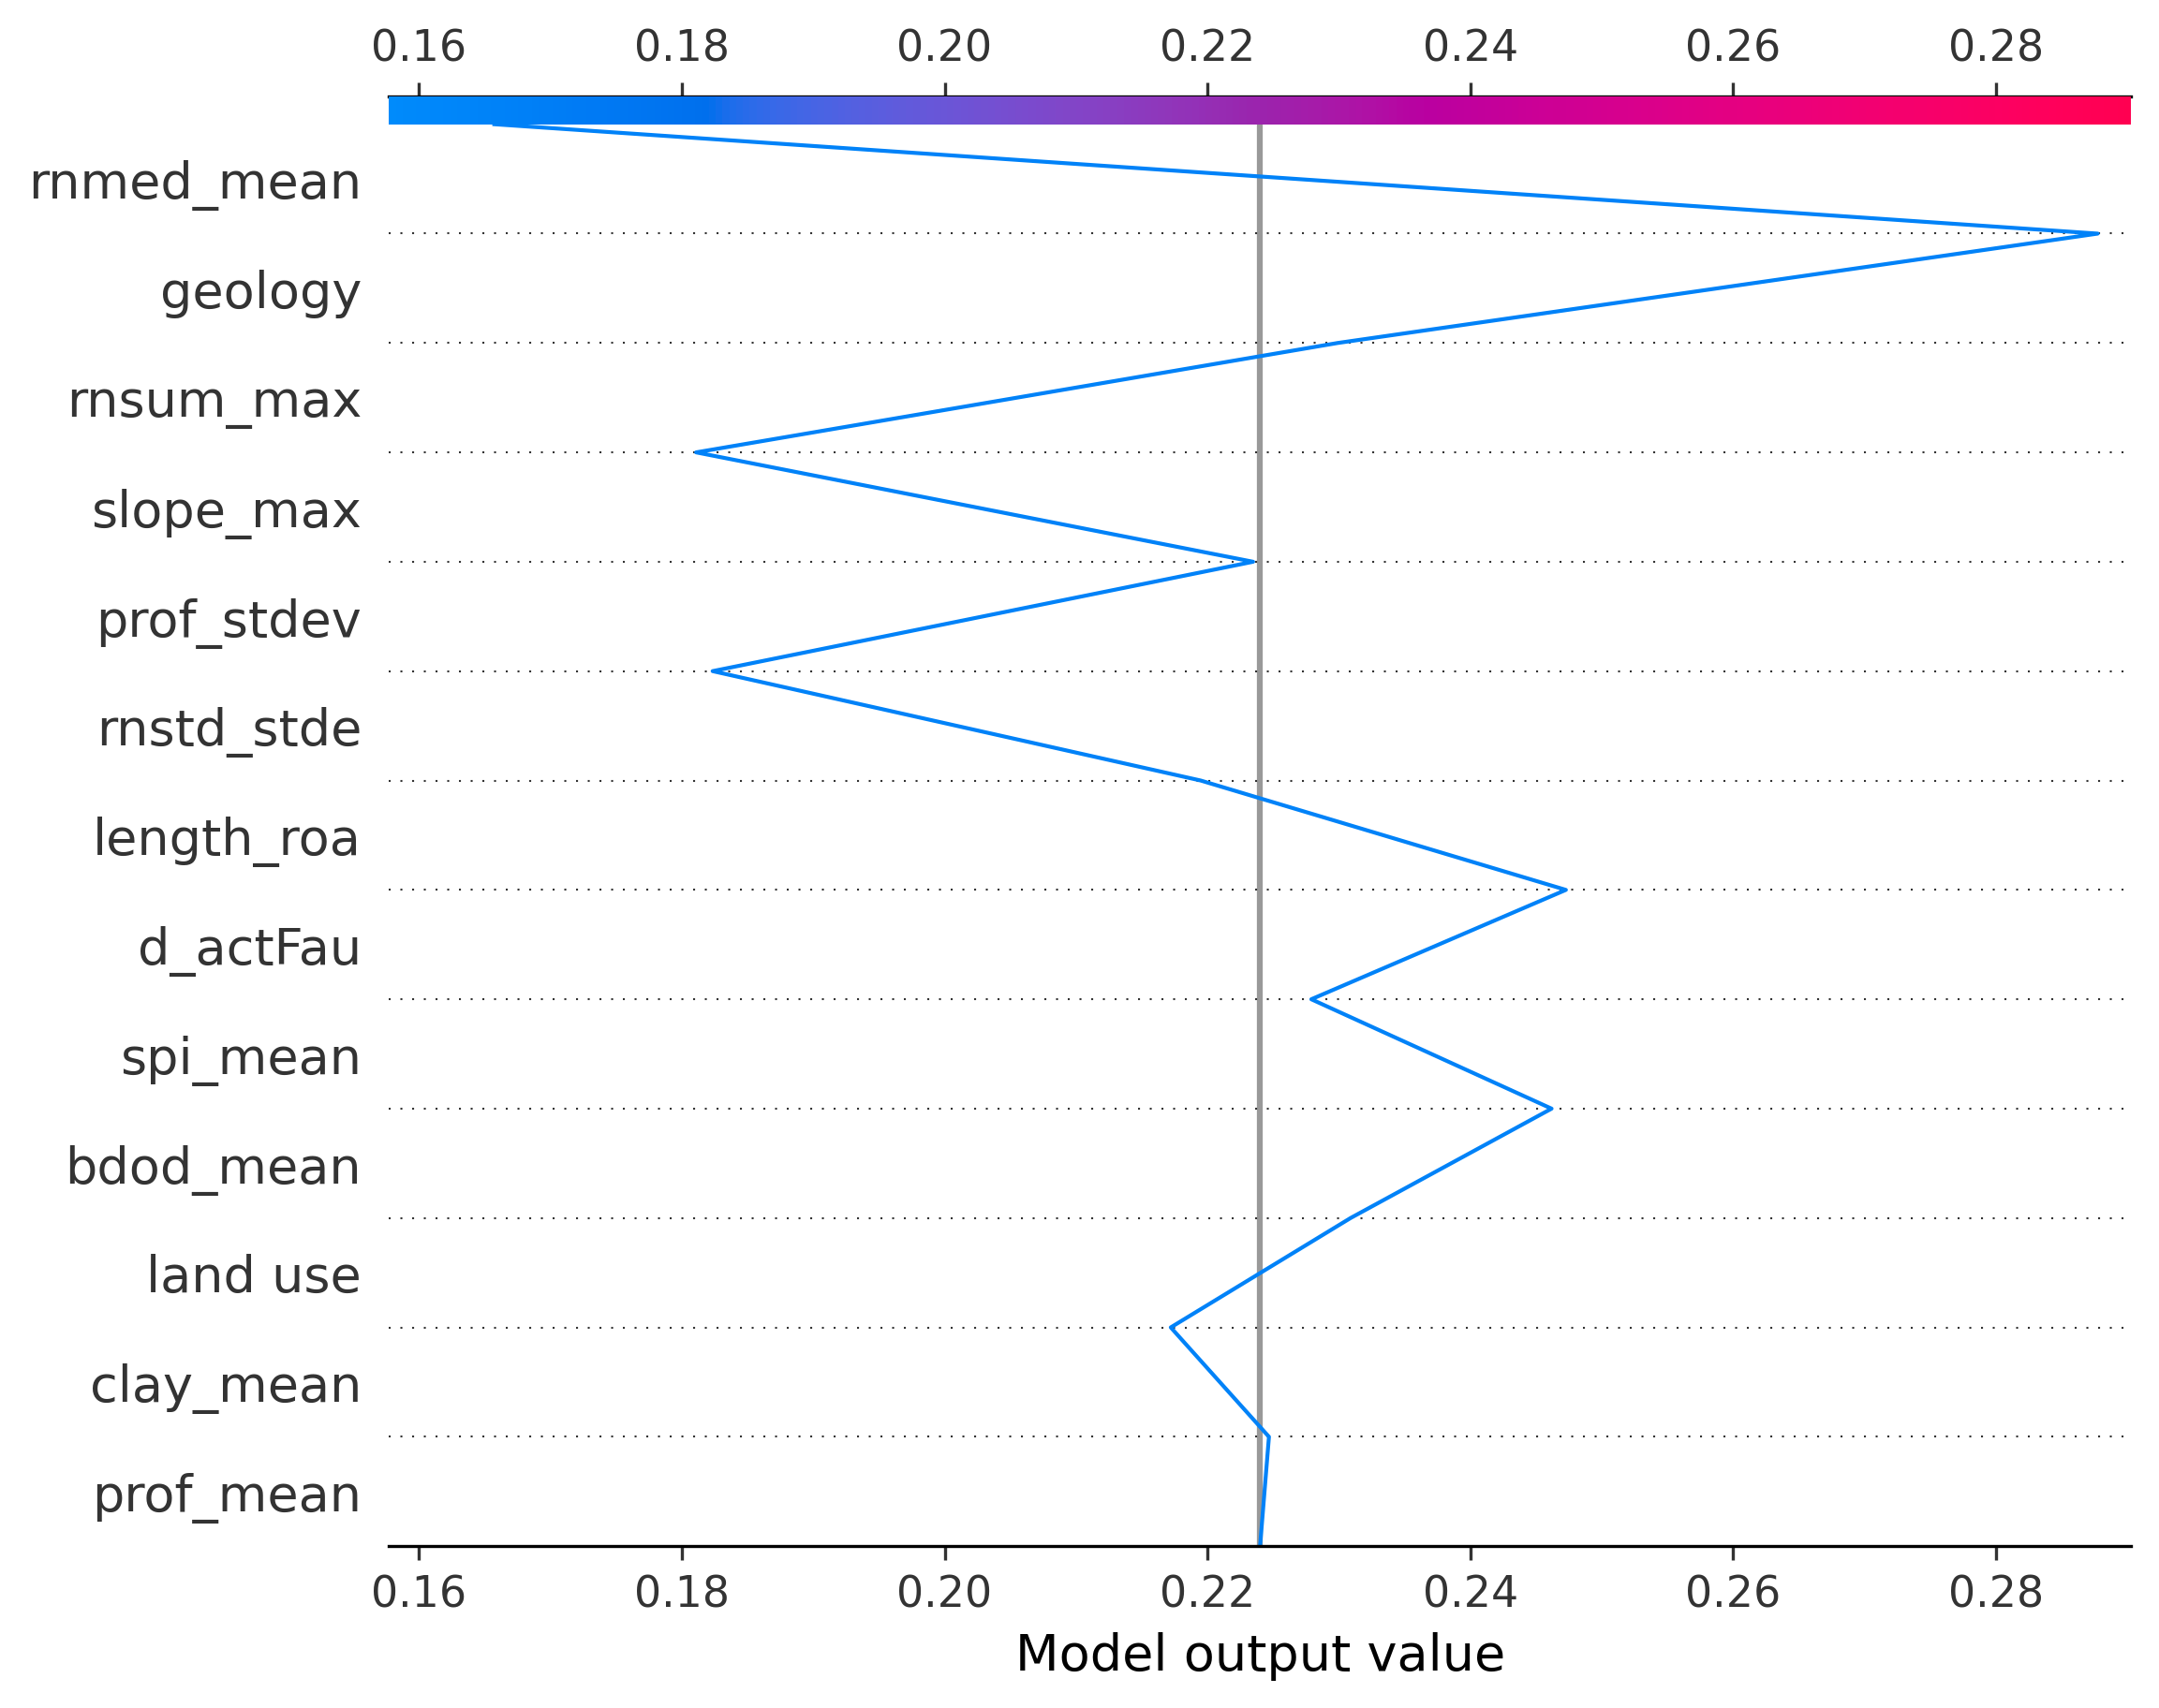 0.16 0.18 0.20 0.22 0.24 0.26 0.28
rnmed_mean
geology
rnsum_max
slope_max
prof_stdev
rnstd_stde
length_roa
d_actFau
spi_mean
bdod_mean
land use
clay_mean
prof_mean
0.16 0.18 0.20 0.22 0.24 0.26 0.28
Model output value